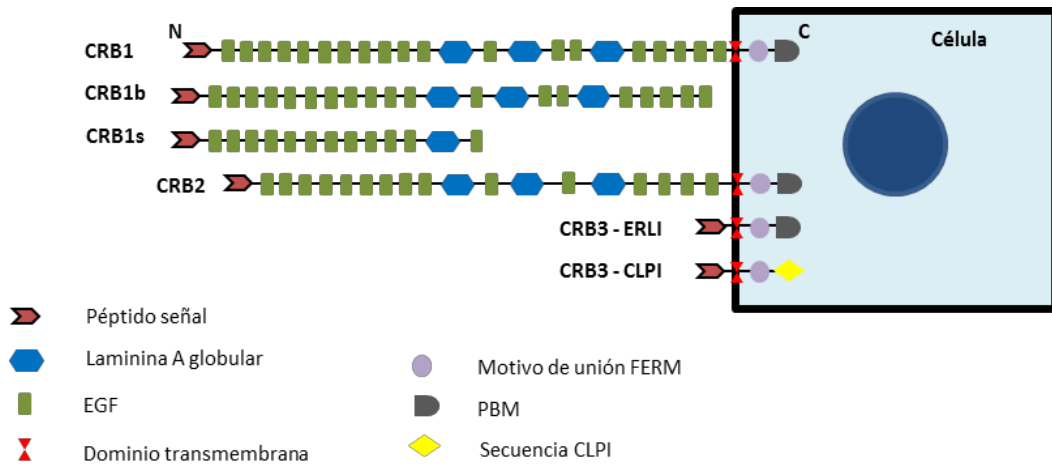 N
C
Célula
CRB1
CRB1b
CRB1s
CRB2
CRB3 - ERLI
CRB3 - CLPI
Péptido señal
Laminina A globular
EGF
Dominio transmembrana
Motivo de unión FERM
PBM
Secuencia CLPI